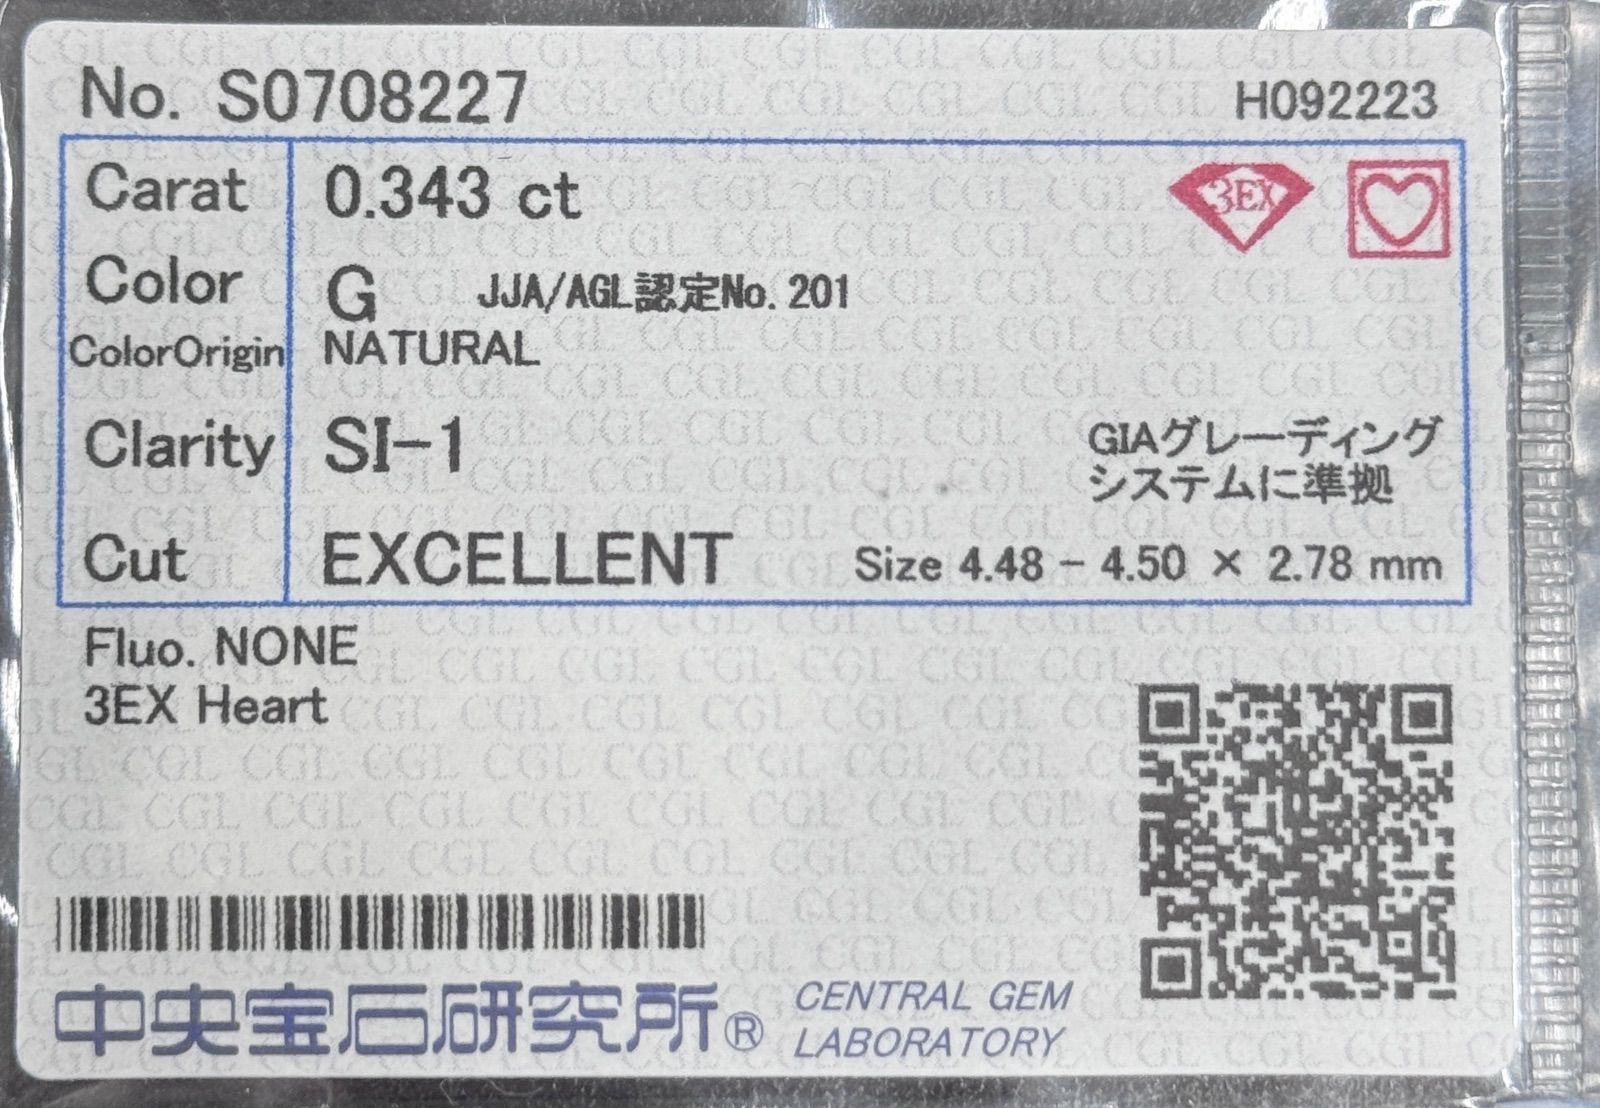 No. S0708227 H092223
Carat 0.343 ct 3EX
Color G JJA/AGL認定No. 201
ColorOrigin NATURAL
Clarity SI-1 GIAグレーディング
システムに準拠
Cut EXCELLENT Size 4.48 - 4.50 × 2.78 mm
Fluo. NONE
3EX Heart
中央宝石研究所® CENTRAL GEM
LABORATORY